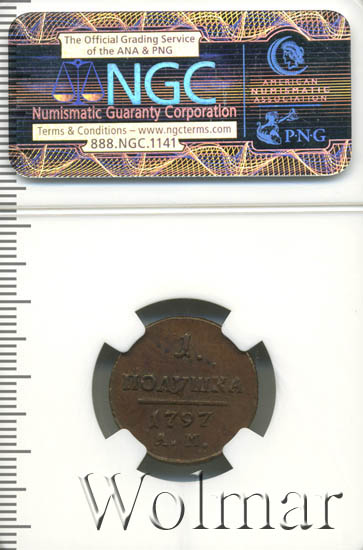 The Official Grading Service
of the ANA & PNG
NGC
Numismatic Guaranty Corporation
Terms & Conditions – www.ngcterms.com
888.NGC.1141
AMERICAN
NUMISMATIC
ASSOCIATION
P·N·G
1.
ПОЛУШКА
1797
А.М.
Wolmar